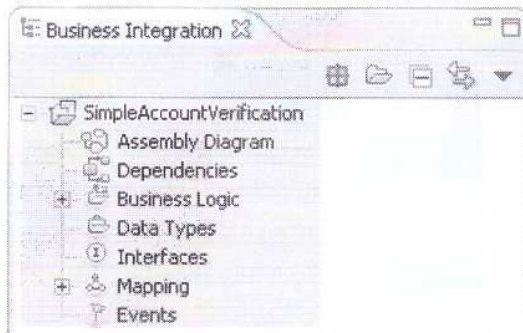 Business Integration
SimpleAccountVerification
Assembly Diagram
Dependencies
Business Logic
Data Types
Interfaces
Mapping
Events